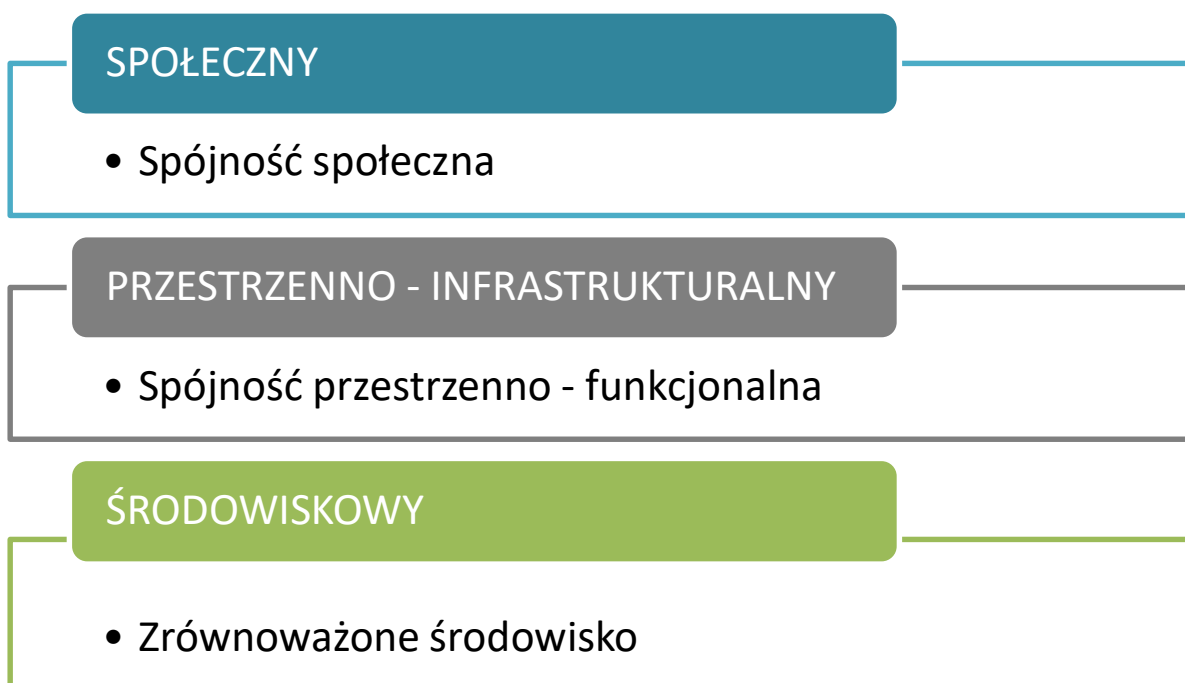 SPOŁECZNY
• Spójność społeczna
PRZESTRZENNO - INFRASTRUKTURALNY
• Spójność przestrzenno - funkcjonalna
ŚRODOWISKOWY
• Zrównoważone środowisko